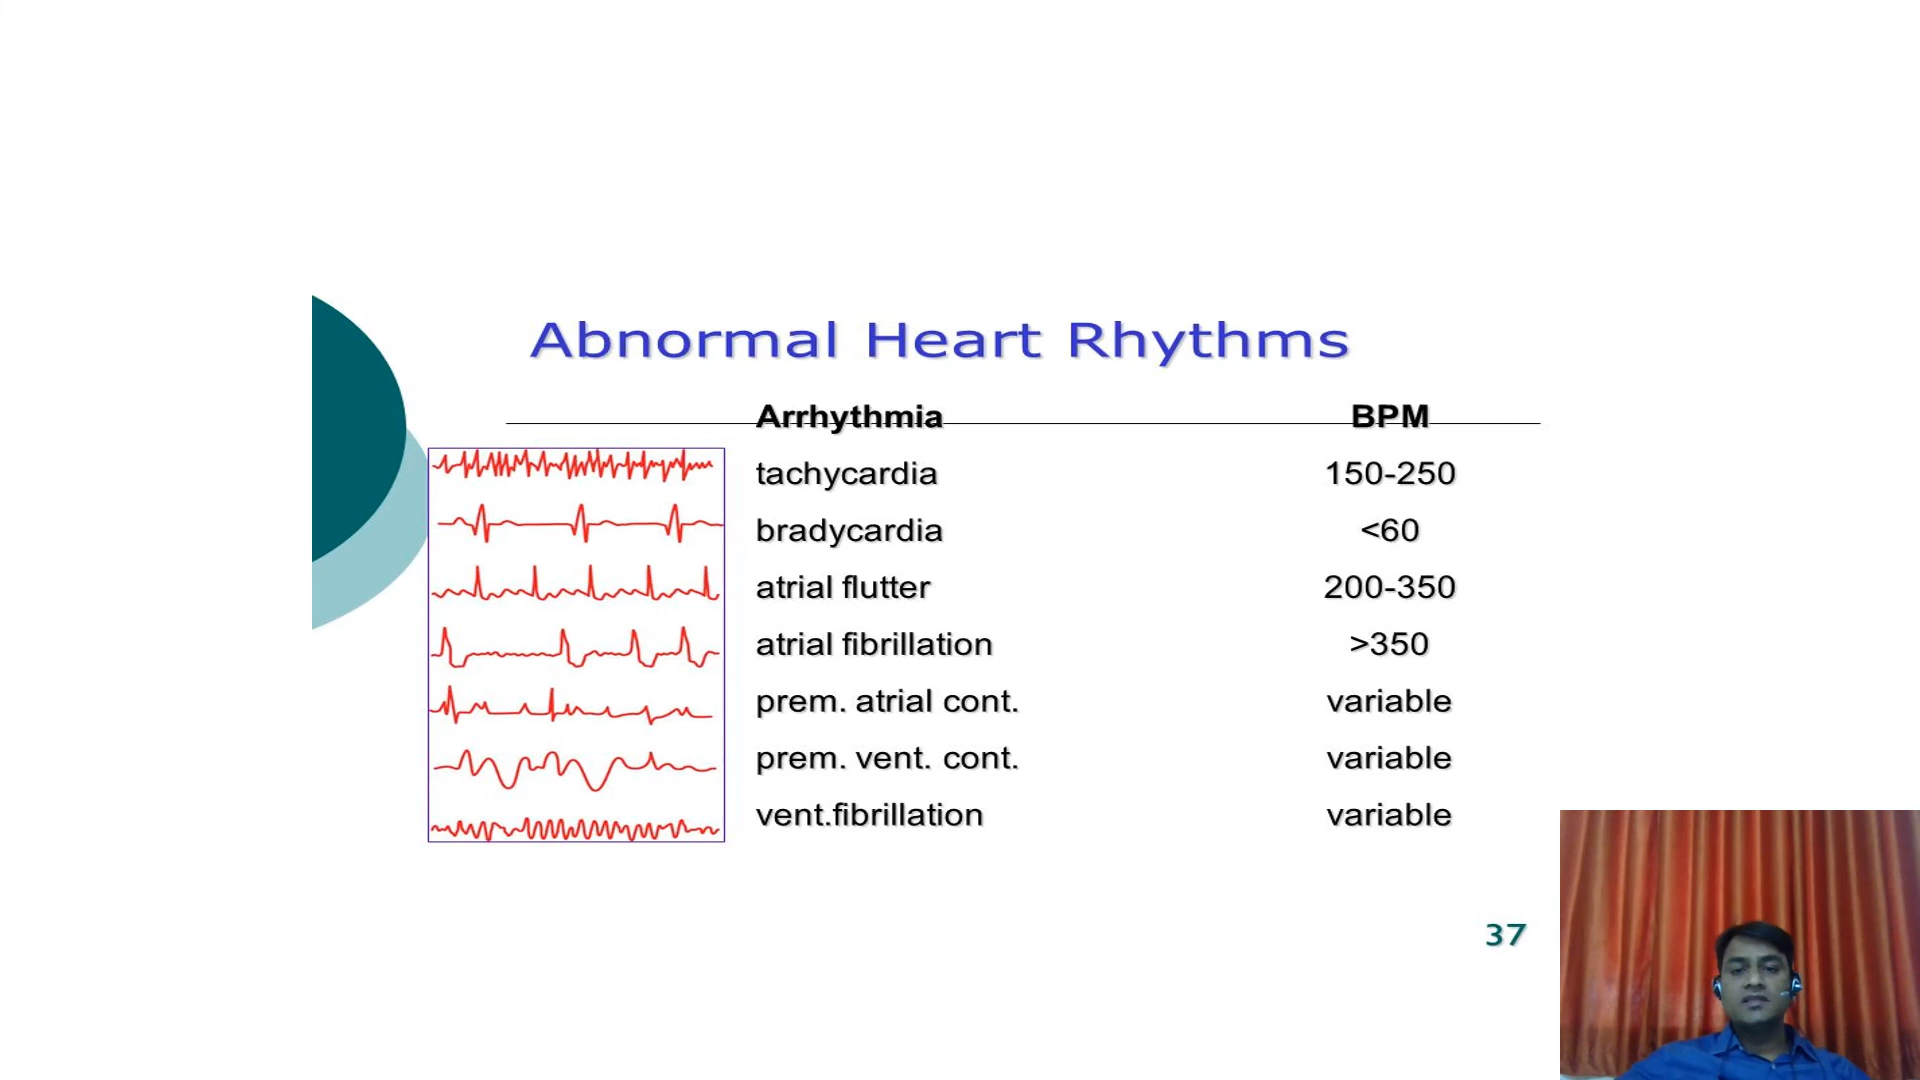 Abnormal Heart Rhythms
Arrhythmia BPM
tachycardia 150-250
bradycardia <60
atrial flutter 200-350
atrial fibrillation >350
prem. atrial cont. variable
prem. vent. cont. variable
vent.fibrillation variable
37